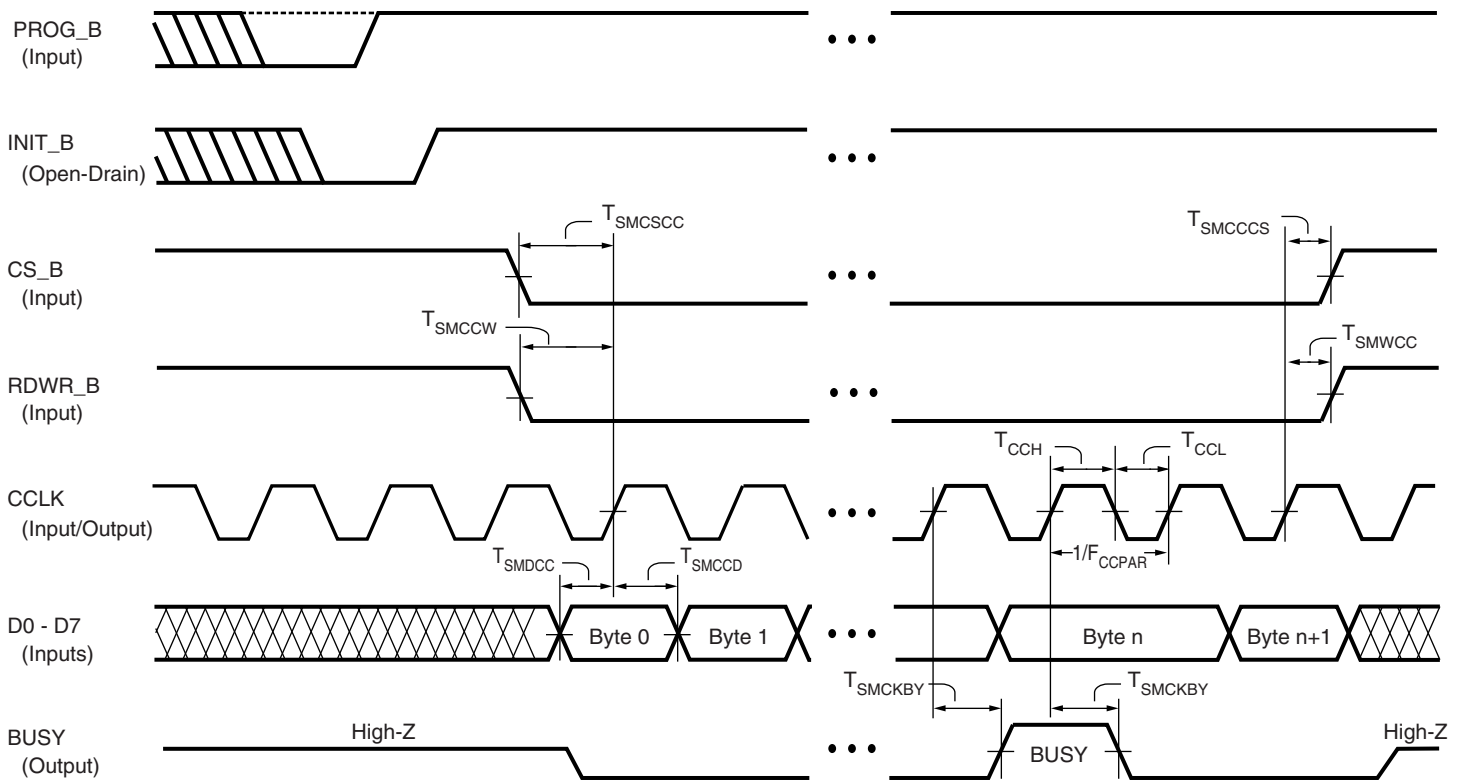 PROG_B
(Input)
INIT_B
(Open-Drain)
T_SMCSCC
T_SMCCCS
CS_B
(Input)
T_SMCCW
T_SMWCC
RDWR_B
(Input)
T_CCH
T_CCL
CCLK
(Input/Output)
T_SMDCC
T_SMCCD
1/F_CCPAR
D0 - D7
(Inputs)
Byte 0
Byte 1
Byte n
Byte n+1
T_SMCKBY
T_SMCKBY
BUSY
(Output)
High-Z
BUSY
High-Z